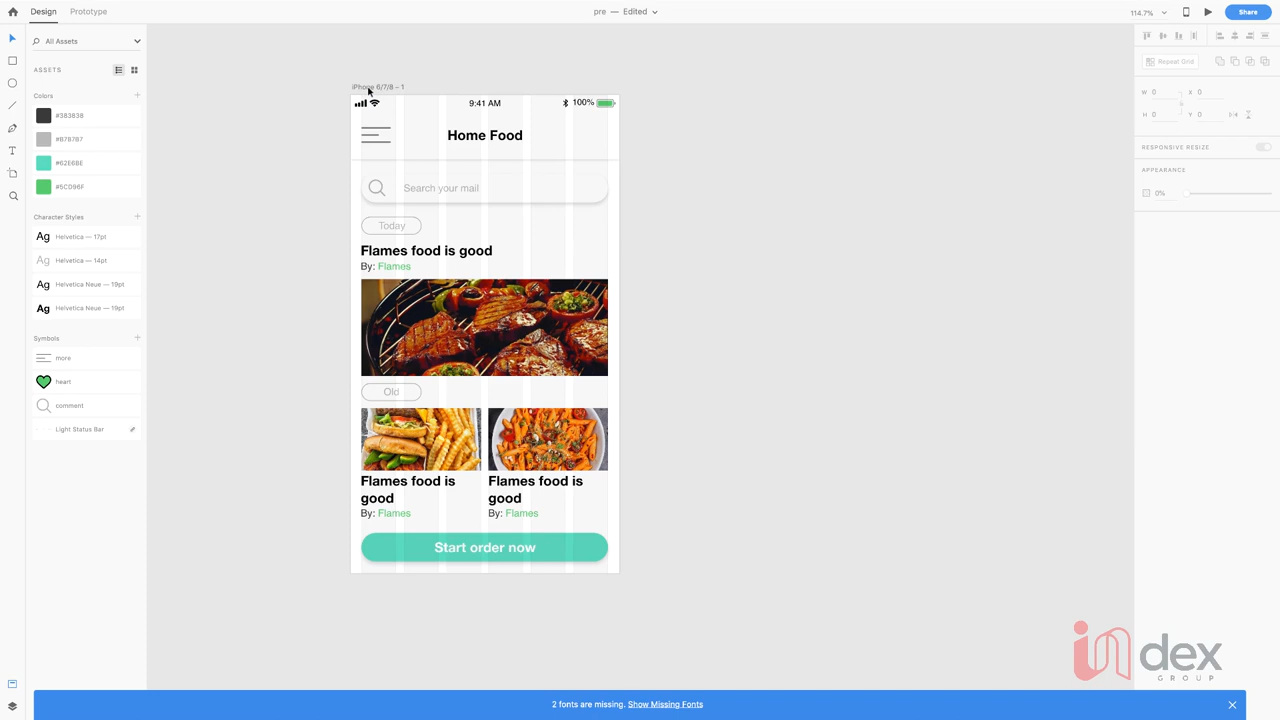 Design
Prototype
pre — Edited
114.7%
Share
All Assets
ASSETS
Colors
#383838
#B7B7B7
#62E6BE
#5CD96F
Character Styles
Ag Helvetica — 17pt
Ag Helvetica — 14pt
Ag Helvetica Neue — 19pt
Ag Helvetica Neue — 19pt
Symbols
more
heart
comment
Light Status Bar
iPhone 6/7/8 – 1
9:41 AM
100%
Home Food
Search your mail
Today
Flames food is good
By: Flames
Old
Flames food is
good
By: Flames
Flames food is
good
By: Flames
Start order now
Repeat Grid
W 0
X 0
H 0
Y 0
RESPONSIVE RESIZE
APPEARANCE
0%
index
GROUP
2 fonts are missing. Show Missing Fonts